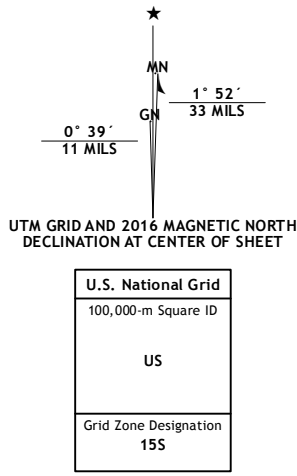 MN
1° 52´
33 MILS
GN
0° 39´
11 MILS
UTM GRID AND 2016 MAGNETIC NORTH
DECLINATION AT CENTER OF SHEET
U.S. National Grid
100,000-m Square ID
US
Grid Zone Designation
15S